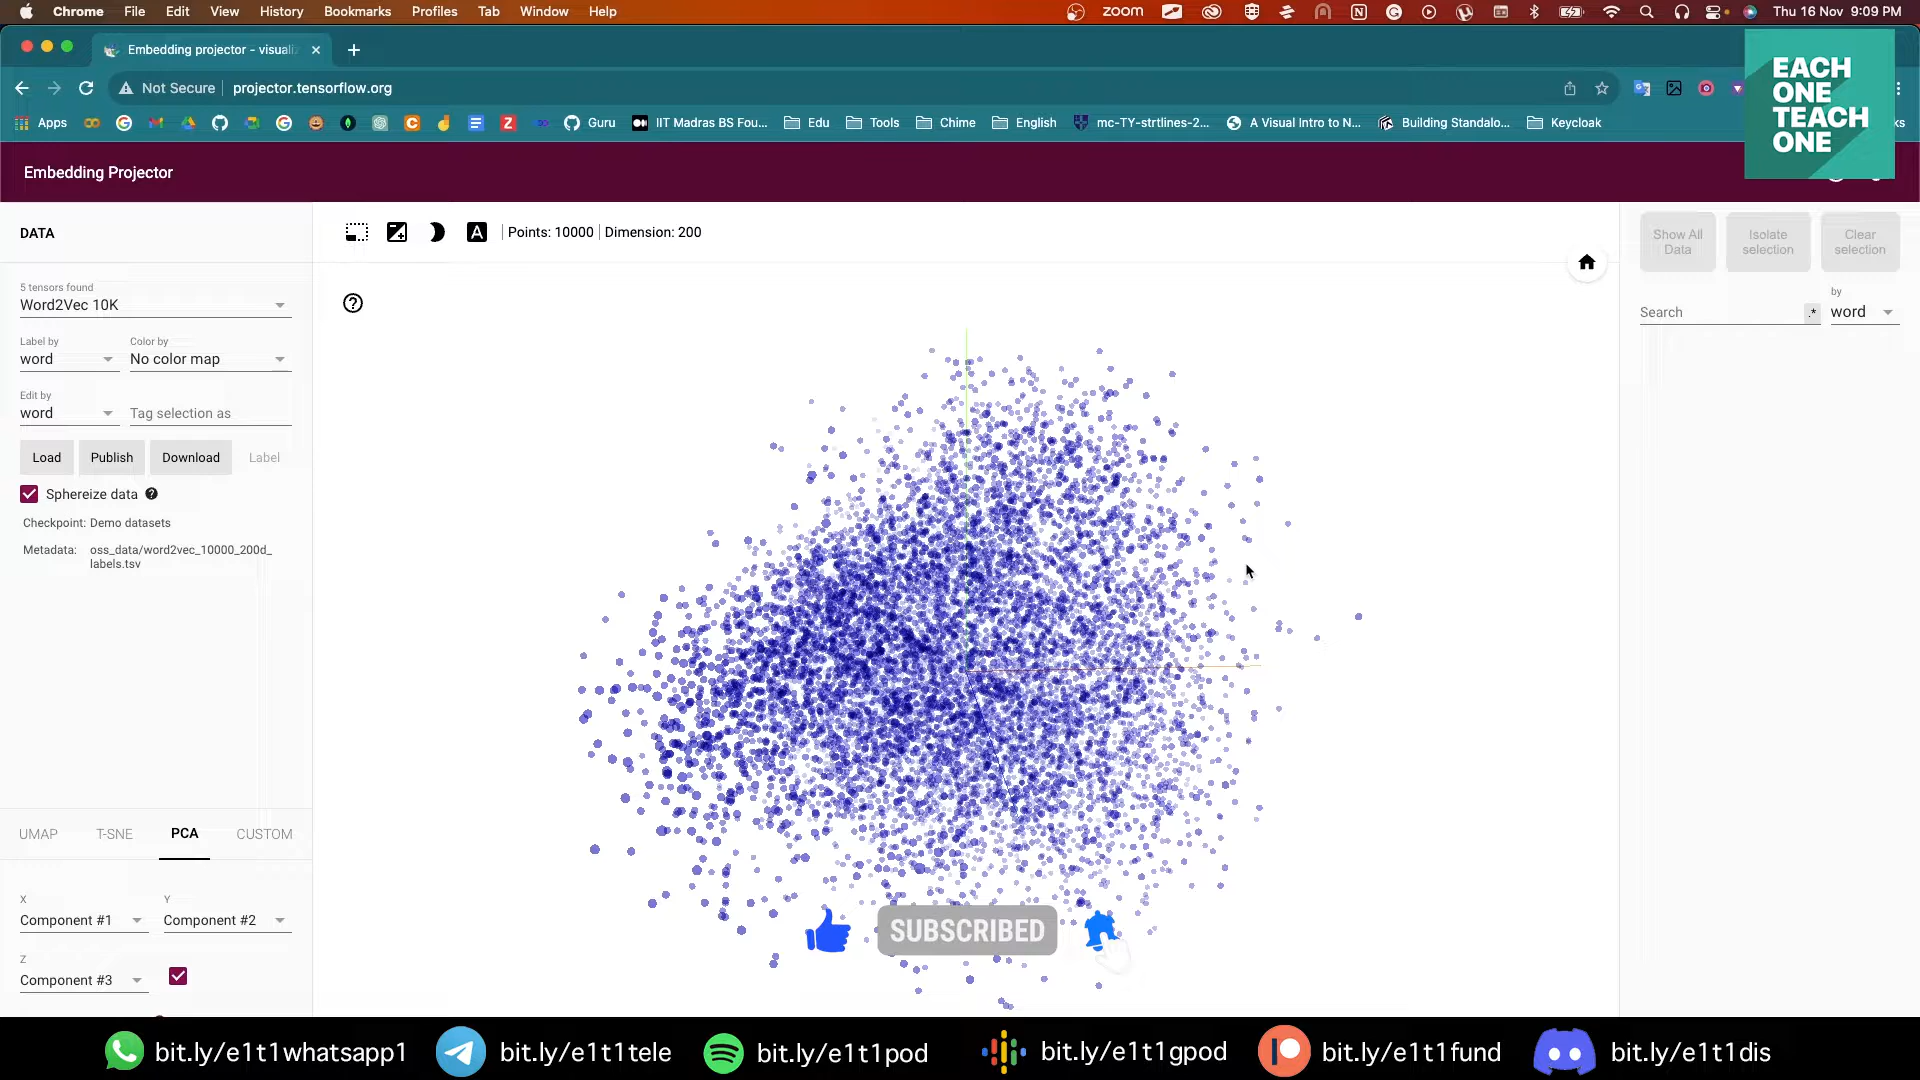 Chrome File Edit View History Bookmarks Profiles Tab Window Help zoom Thu 16 Nov 9:09 PM
Embedding projector - visuali
Not Secure projector.tensorflow.org
Apps Guru IIT Madras BS Fou... Edu Tools Chime English mc-TY-strtlines-2... A Visual Intro to N... Building Standalo... Keycloak
EACH
ONE
TEACH
ONE
Embedding Projector
DATA
Points: 10000 Dimension: 200
5 tensors found
Word2Vec 10K
Label by Color by
word No color map
Edit by
word Tag selection as
Load Publish Download Label
Sphereize data
Checkpoint: Demo datasets
Metadata: oss_data/word2vec_10000_200d_
labels.tsv
UMAP T-SNE PCA CUSTOM
X Y
Component #1 Component #2
Z
Component #3
Show All
Data
Isolate
selection
Clear
selection
by
Search .* word
SUBSCRIBED
bit.ly/e1t1whatsapp1 bit.ly/e1t1tele bit.ly/e1t1pod bit.ly/e1t1gpod bit.ly/e1t1fund bit.ly/e1t1dis